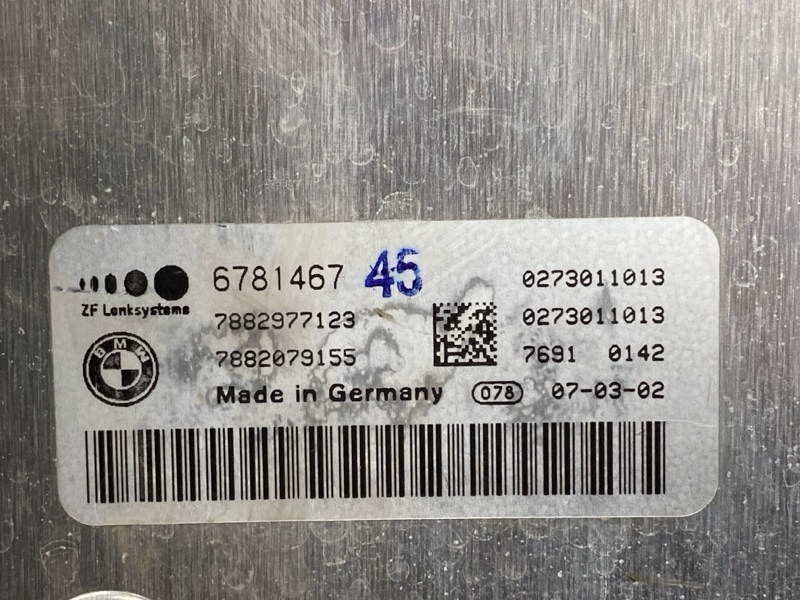 6781467 45 0273011013
ZF Lenksysteme
7882977123 0273011013
BMW
7882079155 7691 0142
Made in Germany 078 07-03-02